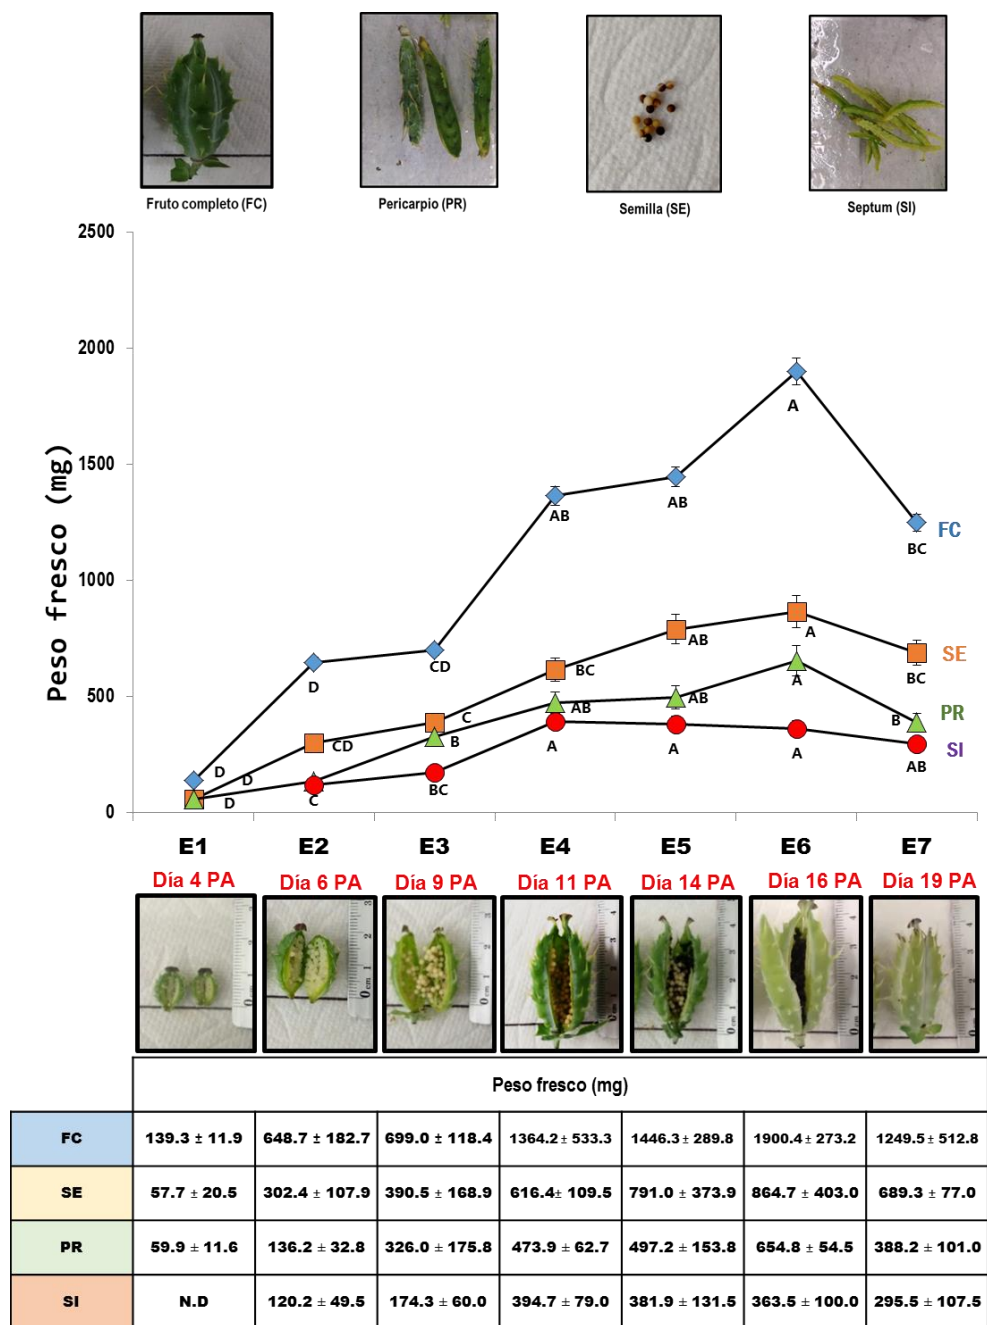 Fruto completo (FC)
Pericarpio (PR)
Semilla (SE)
Septum (SI)
2500
2000
1500
1000
500
0
Peso fresco (mg)
D
D
CD
AB
AB
A
BC
FC
D
CD
C
BC
AB
A
BC
SE
D
B
AB
AB
A
B
PR
C
BC
A
A
A
AB
SI
E1 E2 E3 E4 E5 E6 E7
Día 4 PA Día 6 PA Día 9 PA Día 11 PA Día 14 PA Día 16 PA Día 19 PA
Peso fresco (mg)
FC 139.3 ± 11.9 648.7 ± 182.7 699.0 ± 118.4 1364.2 ± 533.3 1446.3 ± 289.8 1900.4 ± 273.2 1249.5 ± 512.8
SE 57.7 ± 20.5 302.4 ± 107.9 390.5 ± 168.9 616.4± 109.5 791.0 ± 373.9 864.7 ± 403.0 689.3 ± 77.0
PR 59.9 ± 11.6 136.2 ± 32.8 326.0 ± 175.8 473.9 ± 62.7 497.2 ± 153.8 654.8 ± 54.5 388.2 ± 101.0
SI N.D 120.2 ± 49.5 174.3 ± 60.0 394.7 ± 79.0 381.9 ± 131.5 363.5 ± 100.0 295.5 ± 107.5